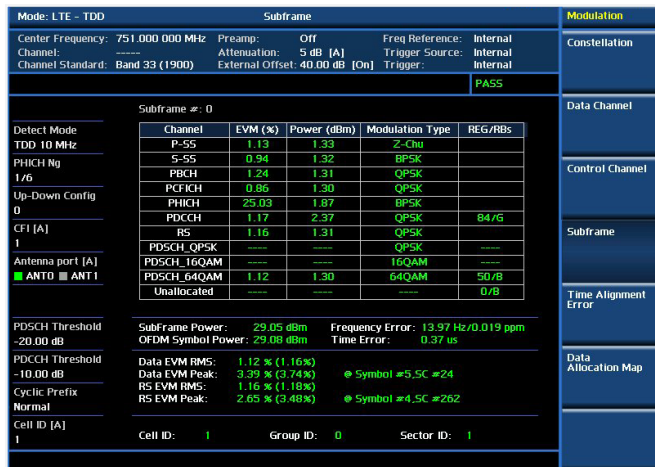 Mode: LTE - TDD Subframe Modulation
Center Frequency: 751.000 000 MHz Preamp: Off Freq Reference: Internal
Channel: ----- Attenuation: 5 dB [A] Trigger Source: Internal
Channel Standard: Band 33 (1900) External Offset: 40.00 dB [On] Trigger: Internal
PASS
Constellation
Data Channel
Control Channel
Subframe
Time Alignment
Error
Data
Allocation Map
Detect Mode
TDD 10 MHz
PHICH Ng
1/6
Up-Down Config
0
CFI [A]
1
Antenna port [A]
ANT0 ANT1
PDSCH Threshold
-20.00 dB
PDCCH Threshold
-10.00 dB
Cyclic Prefix
Normal
Cell ID [A]
1
Subframe #: 0
Channel EVM (%) Power (dBm) Modulation Type REG/RBs
P-SS 1.13 1.33 Z-Chu
S-SS 0.94 1.32 BPSK
PBCH 1.24 1.31 QPSK
PCFICH 0.86 1.30 QPSK
PHICH 25.03 1.87 BPSK
PDCCH 1.17 2.37 QPSK 84/G
RS 1.16 1.31 QPSK
PDSCH_QPSK ---- ---- QPSK ----
PDSCH_16QAM ---- ---- 16QAM ----
PDSCH_64QAM 1.12 1.30 64QAM 50/B
Unallocated ---- ---- ---- 0/B
SubFrame Power: 29.05 dBm Frequency Error: 13.97 Hz/0.019 ppm
OFDM Symbol Power: 29.08 dBm Time Error: 0.37 us
Data EVM RMS: 1.12 % (1.16%)
Data EVM Peak: 3.39 % (3.74%) @ Symbol #5,SC #24
RS EVM RMS: 1.16 % (1.18%)
RS EVM Peak: 2.65 % (3.48%) @ Symbol #4,SC #262
Cell ID: 1 Group ID: 0 Sector ID: 1